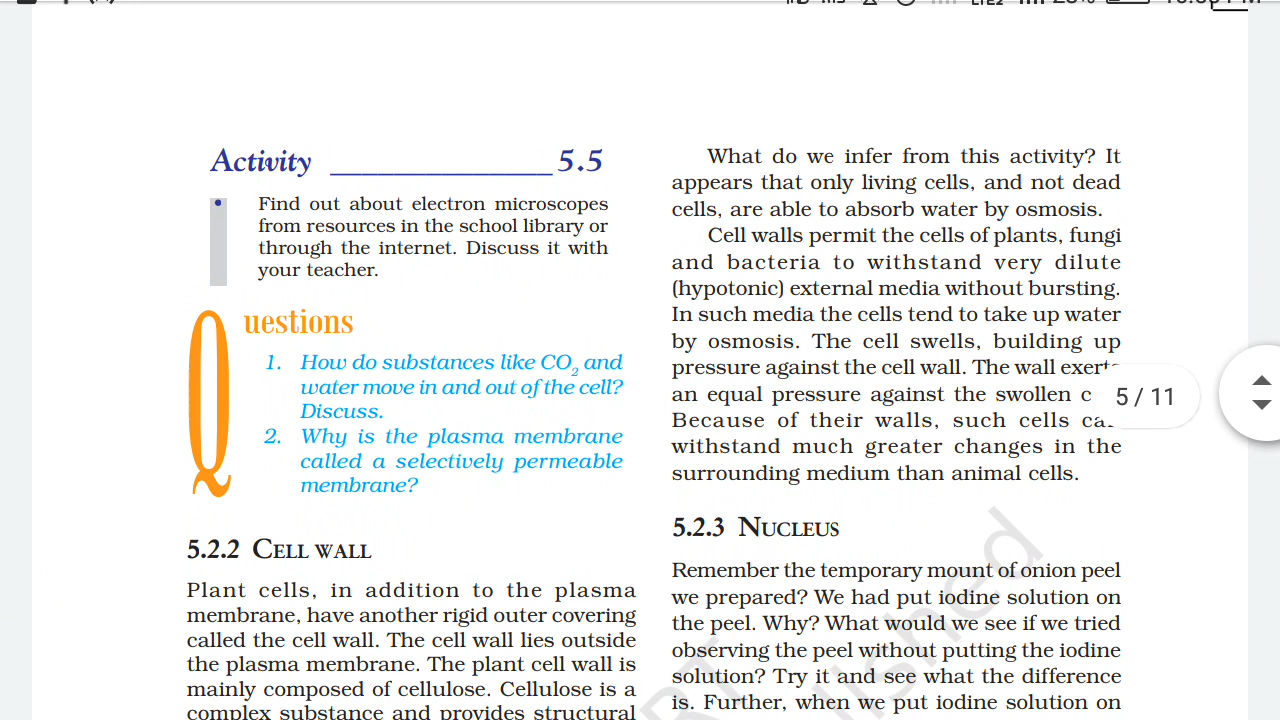 Activity _______________ 5.5
• Find out about electron microscopes
from resources in the school library or
through the internet. Discuss it with
your teacher.
Questions
1. How do substances like CO₂ and
water move in and out of the cell?
Discuss.
2. Why is the plasma membrane
called a selectively permeable
membrane?
5.2.2 CELL WALL
Plant cells, in addition to the plasma
membrane, have another rigid outer covering
called the cell wall. The cell wall lies outside
the plasma membrane. The plant cell wall is
mainly composed of cellulose. Cellulose is a
complex substance and provides structural
What do we infer from this activity? It
appears that only living cells, and not dead
cells, are able to absorb water by osmosis.
Cell walls permit the cells of plants, fungi
and bacteria to withstand very dilute
(hypotonic) external media without bursting.
In such media the cells tend to take up water
by osmosis. The cell swells, building up
pressure against the cell wall. The wall
an equal pressure against the swollen
Because of their walls, such cells
withstand much greater changes in the
surrounding medium than animal cells.
5.2.3 NUCLEUS
Remember the temporary mount of onion peel
we prepared? We had put iodine solution on
the peel. Why? What would we see if we tried
observing the peel without putting the iodine
solution? Try it and see what the difference
is. Further, when we put iodine solution on
5 / 11